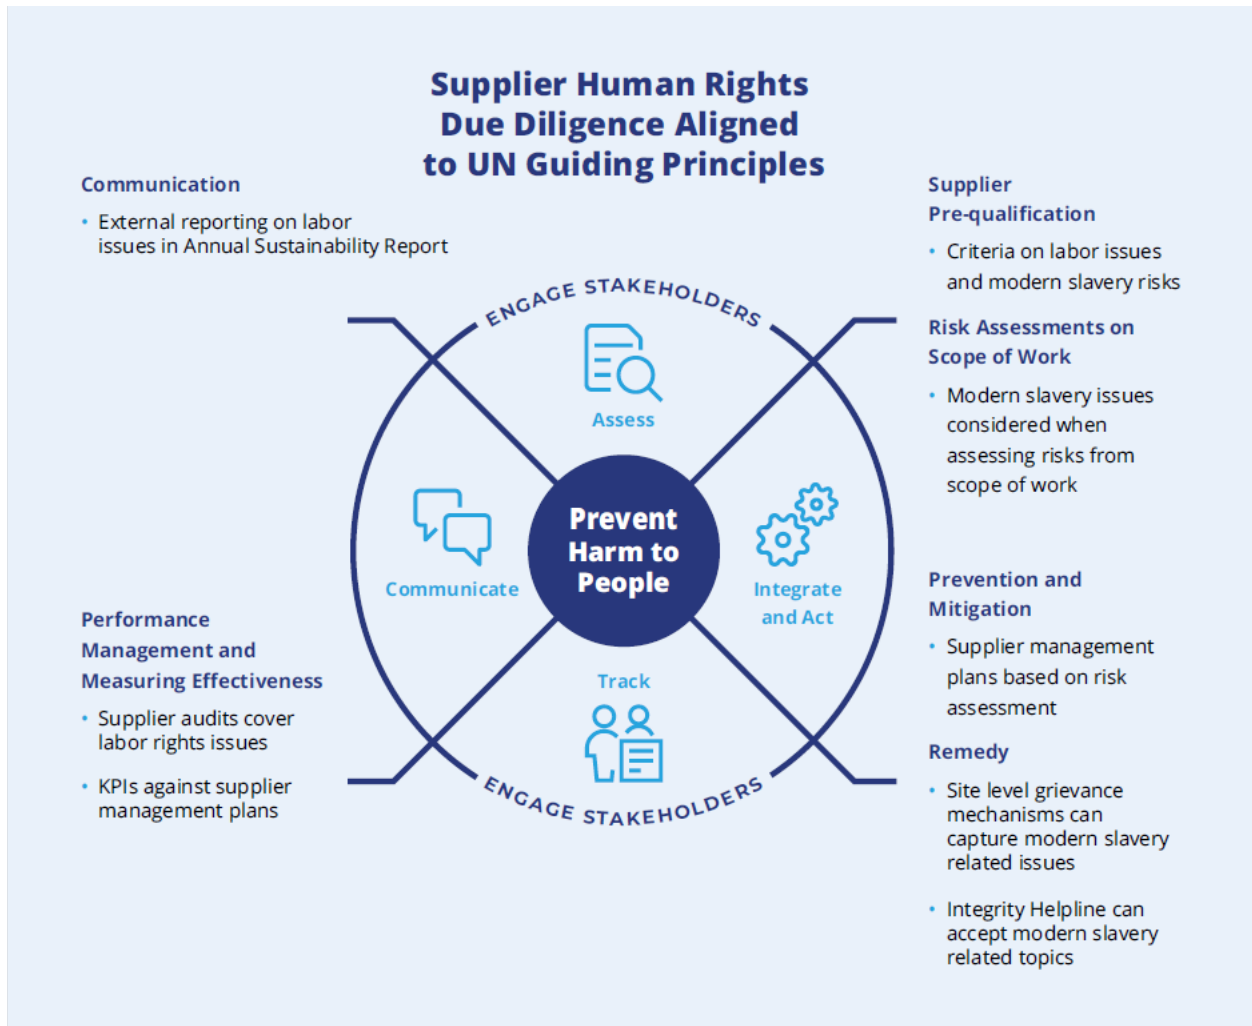 Supplier Human Rights
Due Diligence Aligned
to UN Guiding Principles
Communication
• External reporting on labor
issues in Annual Sustainability Report
Supplier
Pre-qualification
• Criteria on labor issues
and modern slavery risks
Risk Assessments on
Scope of Work
• Modern slavery issues
considered when
assessing risks from
scope of work
ENGAGE STAKEHOLDERS
Assess
Communicate
Prevent
Harm to
People
Integrate
and Act
Track
ENGAGE STAKEHOLDERS
Performance
Management and
Measuring Effectiveness
• Supplier audits cover
labor rights issues
• KPIs against supplier
management plans
Prevention and
Mitigation
• Supplier management
plans based on risk
assessment
Remedy
• Site level grievance
mechanisms can
capture modern slavery
related issues
• Integrity Helpline can
accept modern slavery
related topics